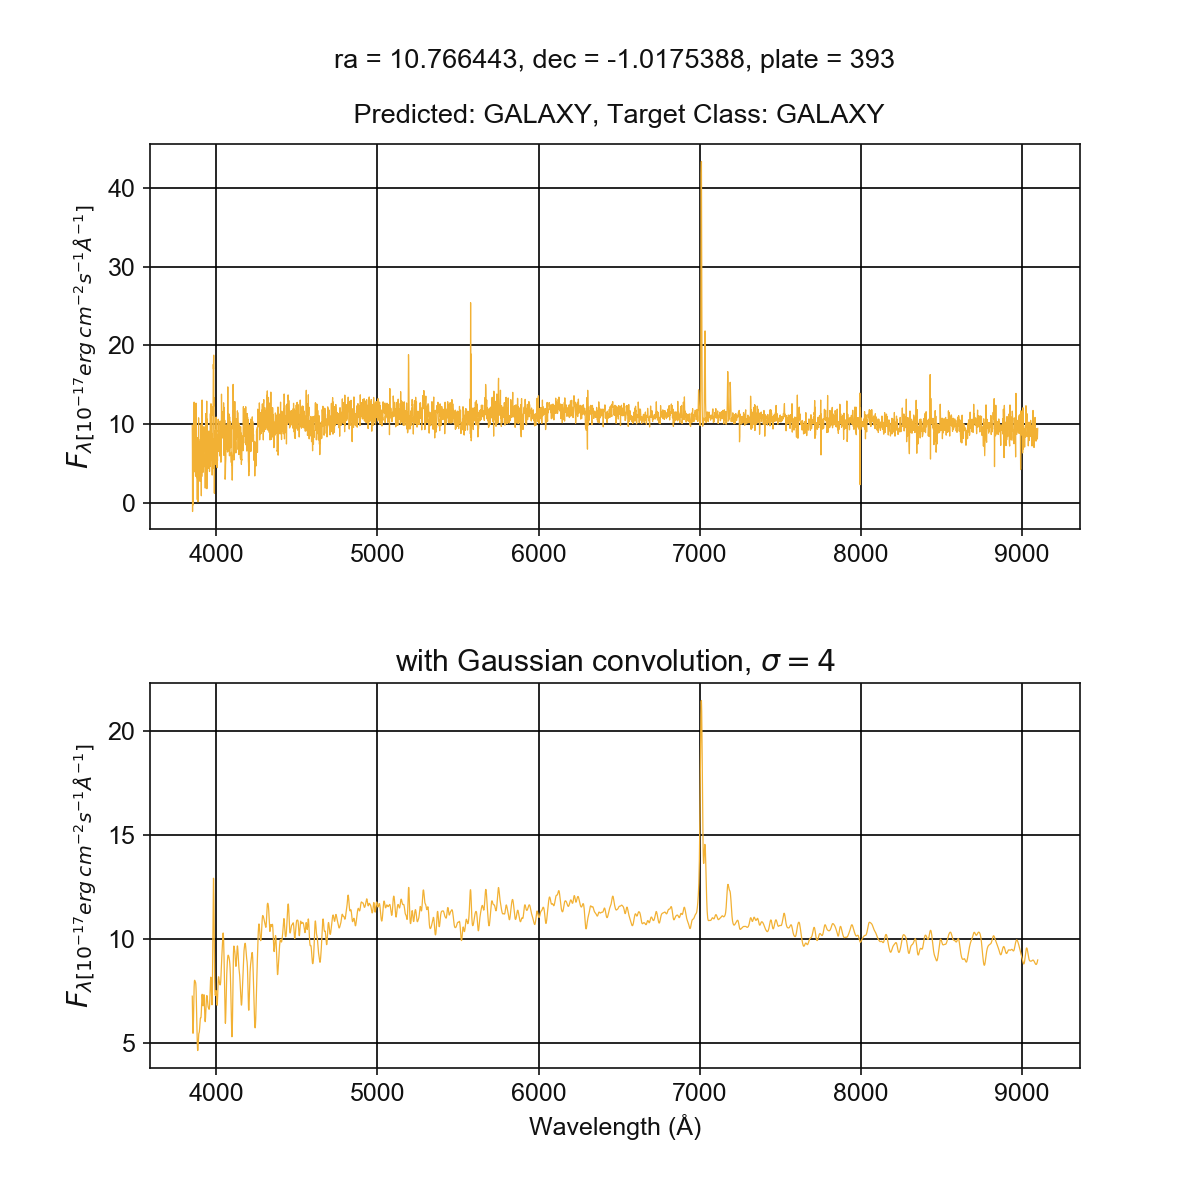 ra = 10.766443, dec = -1.0175388, plate = 393
Predicted: GALAXY, Target Class: GALAXY
40
30
20
10
0
F_λ[10^{-17} erg cm^{-2} s^{-1} Å^{-1}]
4000 5000 6000 7000 8000 9000
with Gaussian convolution, σ = 4
20
15
10
5
F_λ[10^{-17} erg cm^{-2} s^{-1} Å^{-1}]
4000 5000 6000 7000 8000 9000
Wavelength (Å)